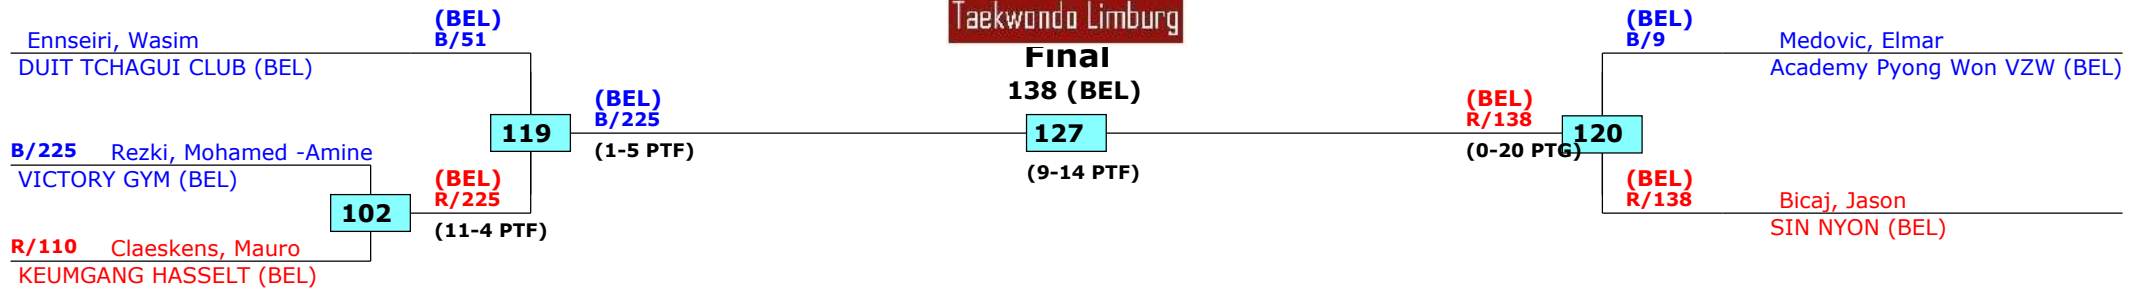 (BEL)
B/51
Ennseiri, Wasim
DUIT TCHAGUI CLUB (BEL)
B/225 Rezki, Mohamed -Amine
VICTORY GYM (BEL)
102
R/110 Claeskens, Mauro
KEUMGANG HASSELT (BEL)
(BEL)
R/225
(11-4 PTF)
119
(BEL)
B/225
(1-5 PTF)
Taekwondo Limburg
Final
138 (BEL)
127
(9-14 PTF)
(BEL)
R/138
(0-20 PTG)
120
(BEL)
B/9
Medovic, Elmar
Academy Pyong Won VZW (BEL)
(BEL)
R/138
Bicaj, Jason
SIN NYON (BEL)